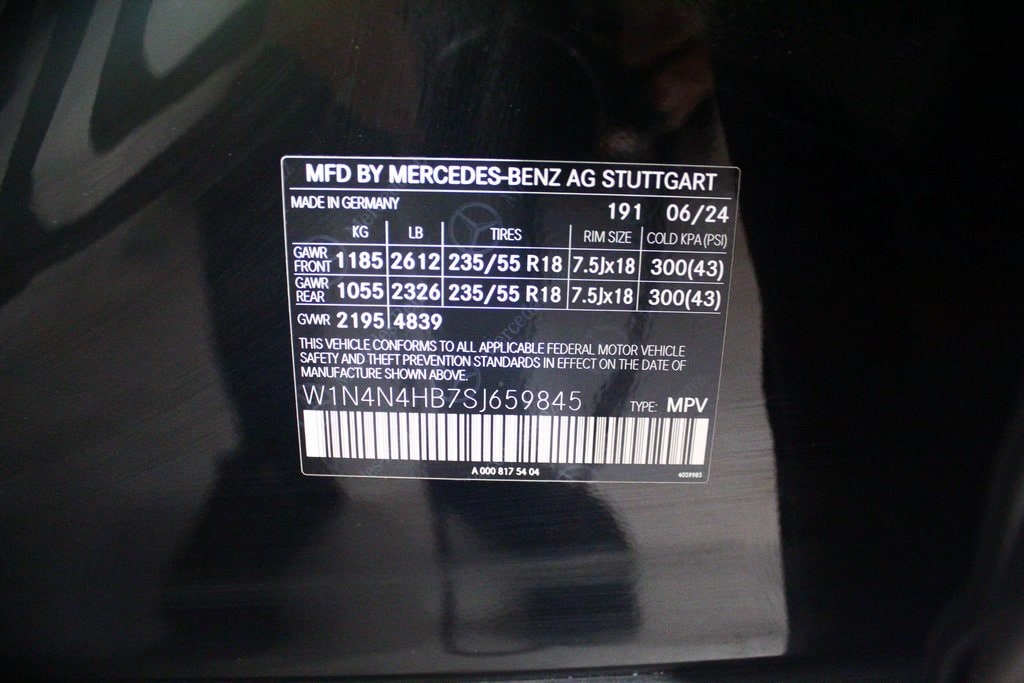 MFD BY MERCEDES-BENZ AG STUTTGART
MADE IN GERMANY 191 06/24
KG LB TIRES RIM SIZE COLD KPA (PSI)
GAWR FRONT 1185 2612 235/55 R18 7.5Jx18 300(43)
GAWR REAR 1055 2326 235/55 R18 7.5Jx18 300(43)
GVWR 2195 4839
THIS VEHICLE CONFORMS TO ALL APPLICABLE FEDERAL MOTOR VEHICLE
SAFETY AND THEFT PREVENTION STANDARDS IN EFFECT ON THE DATE OF
MANUFACTURE SHOWN ABOVE.
W1N4N4HB7SJ659845 TYPE: MPV
A 000 817 54 04